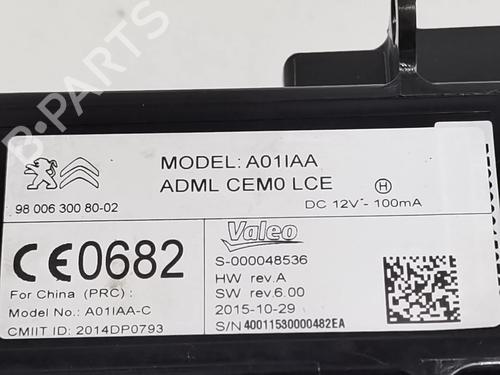 MODEL: A01IAA
ADML CEM0 LCE
H
98 006 300 80-02
DC 12V - 100mA
CE0682
Valeo
S-000048536
HW rev.A
SW rev.6.00
2015-10-29
S/N 40011530000482EA
For China (PRC) :
Model No.: A01IAA-C
CMIIT ID: 2014DP0793
B-PARTS